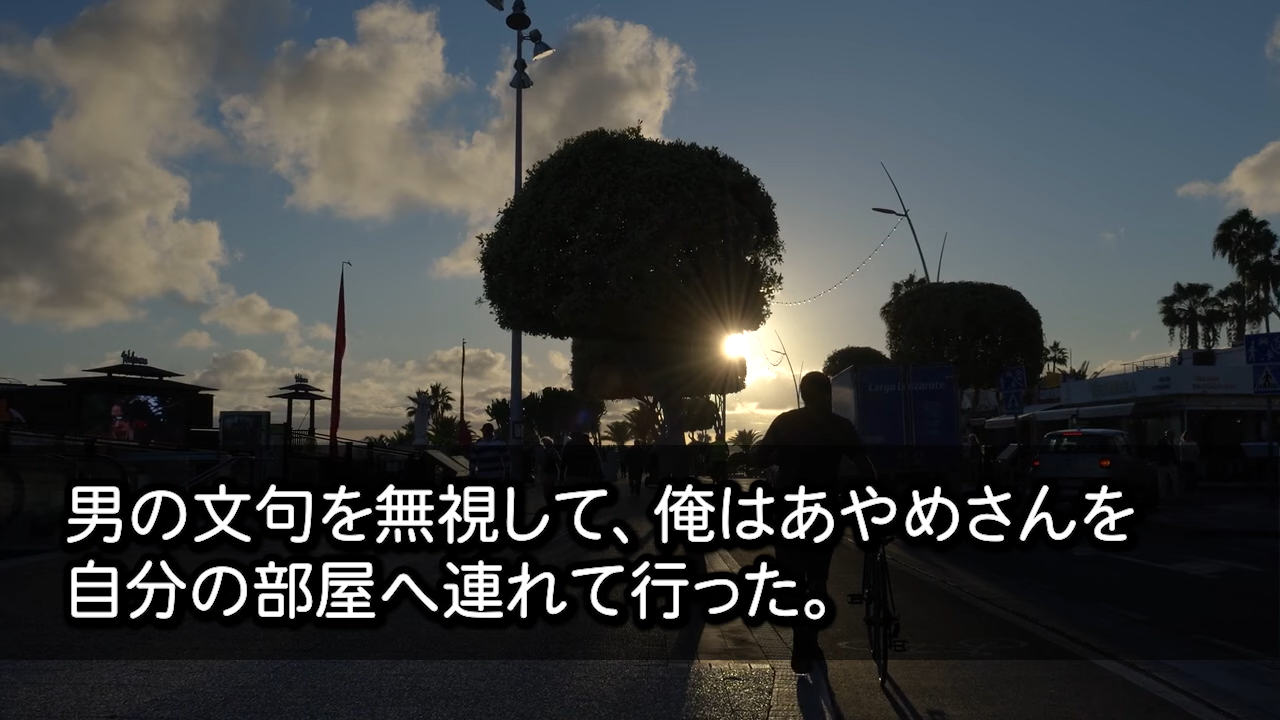 男の文句を無視して、俺はあやめさんを
自分の部屋へ連れて行った。